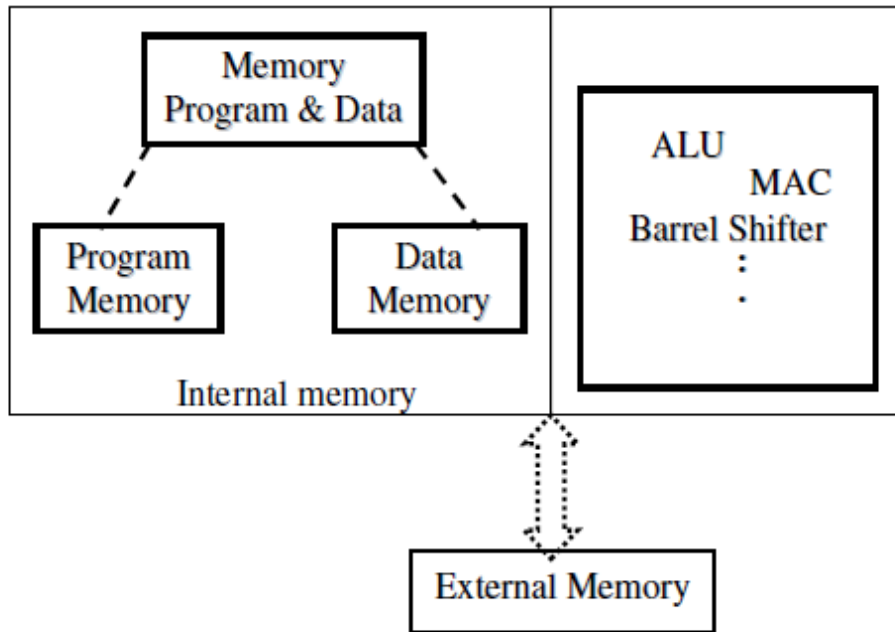 Memory
Program & Data
Program
Memory
Data
Memory
Internal memory
ALU
MAC
Barrel Shifter
External Memory